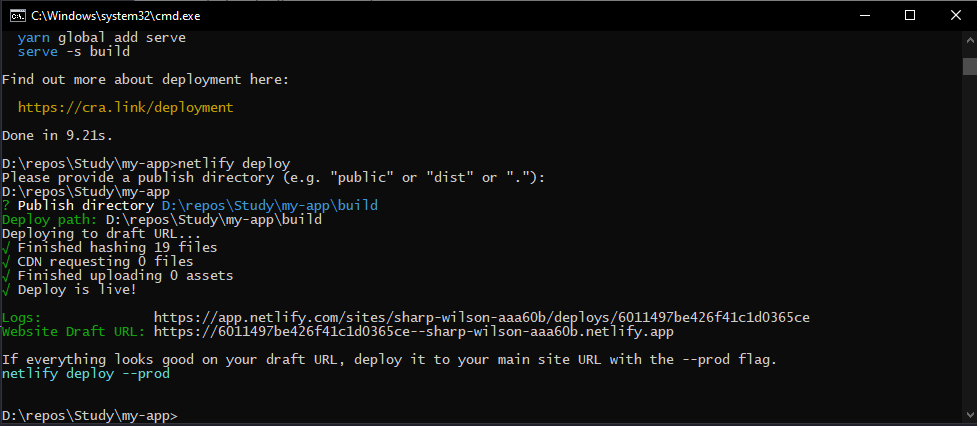 C:\Windows\system32\cmd.exe
yarn global add serve
serve -s build
Find out more about deployment here:
https://cra.link/deployment
Done in 9.21s.
D:\repos\Study\my-app>netlify deploy
Please provide a publish directory (e.g. "public" or "dist" or "."):
D:\repos\Study\my-app
? Publish directory D:\repos\Study\my-app\build
Deploy path: D:\repos\Study\my-app\build
Deploying to draft URL...
√ Finished hashing 19 files
√ CDN requesting 0 files
√ Finished uploading 0 assets
√ Deploy is live!
Logs: https://app.netlify.com/sites/sharp-wilson-aaa60b/deploys/6011497be426f41c1d0365ce
Website Draft URL: https://6011497be426f41c1d0365ce--sharp-wilson-aaa60b.netlify.app
If everything looks good on your draft URL, deploy it to your main site URL with the --prod flag.
netlify deploy --prod
D:\repos\Study\my-app>